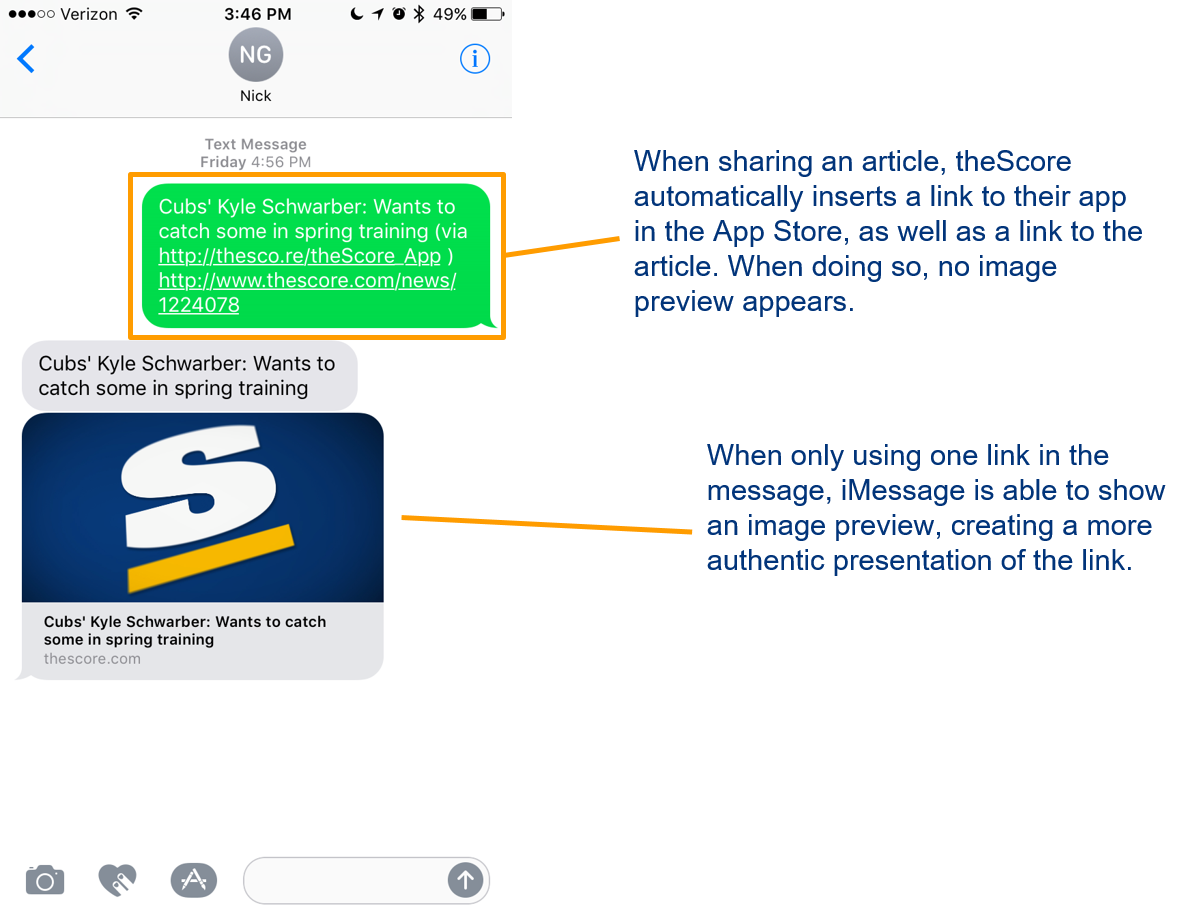 Verizon 3:46 PM 49%
NG
Nick
Text Message
Friday 4:56 PM
Cubs' Kyle Schwarber: Wants to
catch some in spring training (via
http://thesco.re/theScore_App )
http://www.thescore.com/news/
1224078
When sharing an article, theScore
automatically inserts a link to their app
in the App Store, as well as a link to the
article. When doing so, no image
preview appears.
Cubs' Kyle Schwarber: Wants to
catch some in spring training
S
Cubs' Kyle Schwarber: Wants to catch
some in spring training
thescore.com
When only using one link in the
message, iMessage is able to show
an image preview, creating a more
authentic presentation of the link.